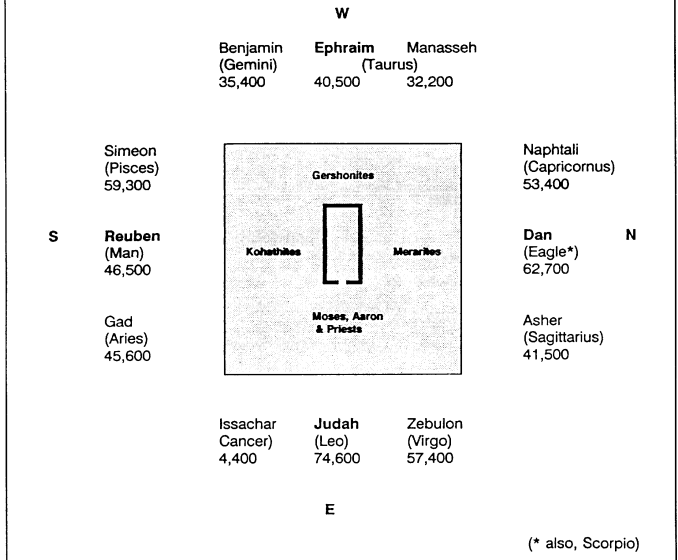 W
Benjamin Ephraim Manasseh
(Gemini) (Taurus)
35,400 40,500 32,200
Simeon
(Pisces)
59,300
Naphtali
(Capricornus)
53,400
Gershonites
S
Reuben
(Man)
46,500
Kohathites
Merarites
Dan
(Eagle*)
62,700
N
Gad
(Aries)
45,600
Moses, Aaron
& Priests
Asher
(Sagittarius)
41,500
Issachar Judah Zebulon
Cancer) (Leo) (Virgo)
4,400 74,600 57,400
E
(* also, Scorpio)